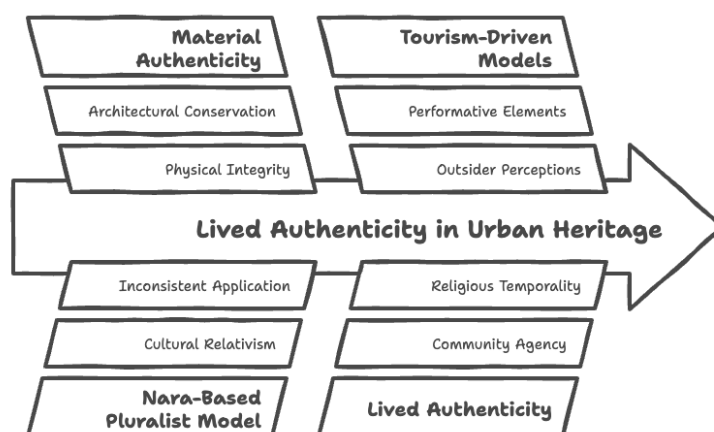 Material
Authenticity
Tourism-Driven
Models
Architectural Conservation
Performative Elements
Physical Integrity
Outsider Perceptions
Lived Authenticity in Urban Heritage
Inconsistent Application
Religious Temporality
Cultural Relativism
Community Agency
Nara-Based
Pluralist Model
Lived Authenticity